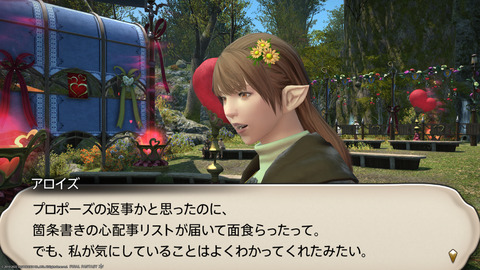 アロイズ
プロポーズの返事かと思ったのに、
箇条書きの心配事リストが届いて面食らったって。
でも、私が気にしていることはよくわかってくれたみたい。